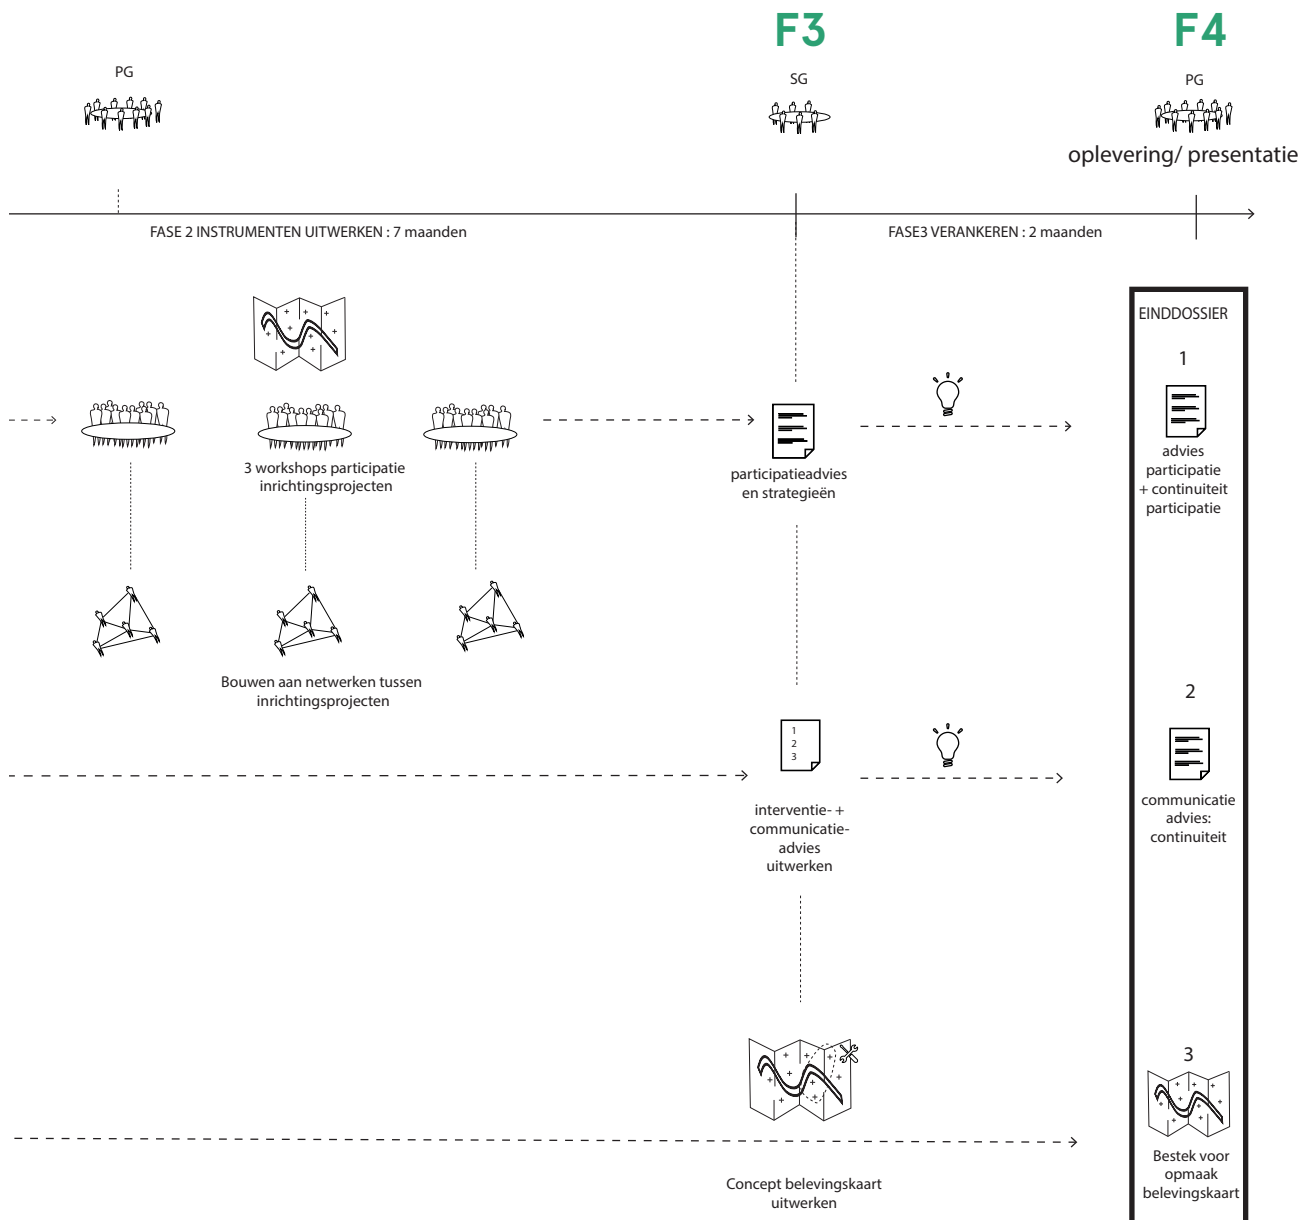 F3
F4
PG
SG
PG
oplevering/ presentatie
FASE 2 INSTRUMENTEN UITWERKEN : 7 maanden
FASE3 VERANKEREN : 2 maanden
EINDDOSSIER
1
3 workshops participatie
inrichtingsprojecten
participatieadvies
en strategieën
advies
participatie
+ continuiteit
participatie
Bouwen aan netwerken tussen
inrichtingsprojecten
2
1
2
3
interventie- +
communicatie-
advies
uitwerken
communicatie
advies:
continuiteit
3
Concept belevingskaart
uitwerken
Bestek voor
opmaak
belevingskaart